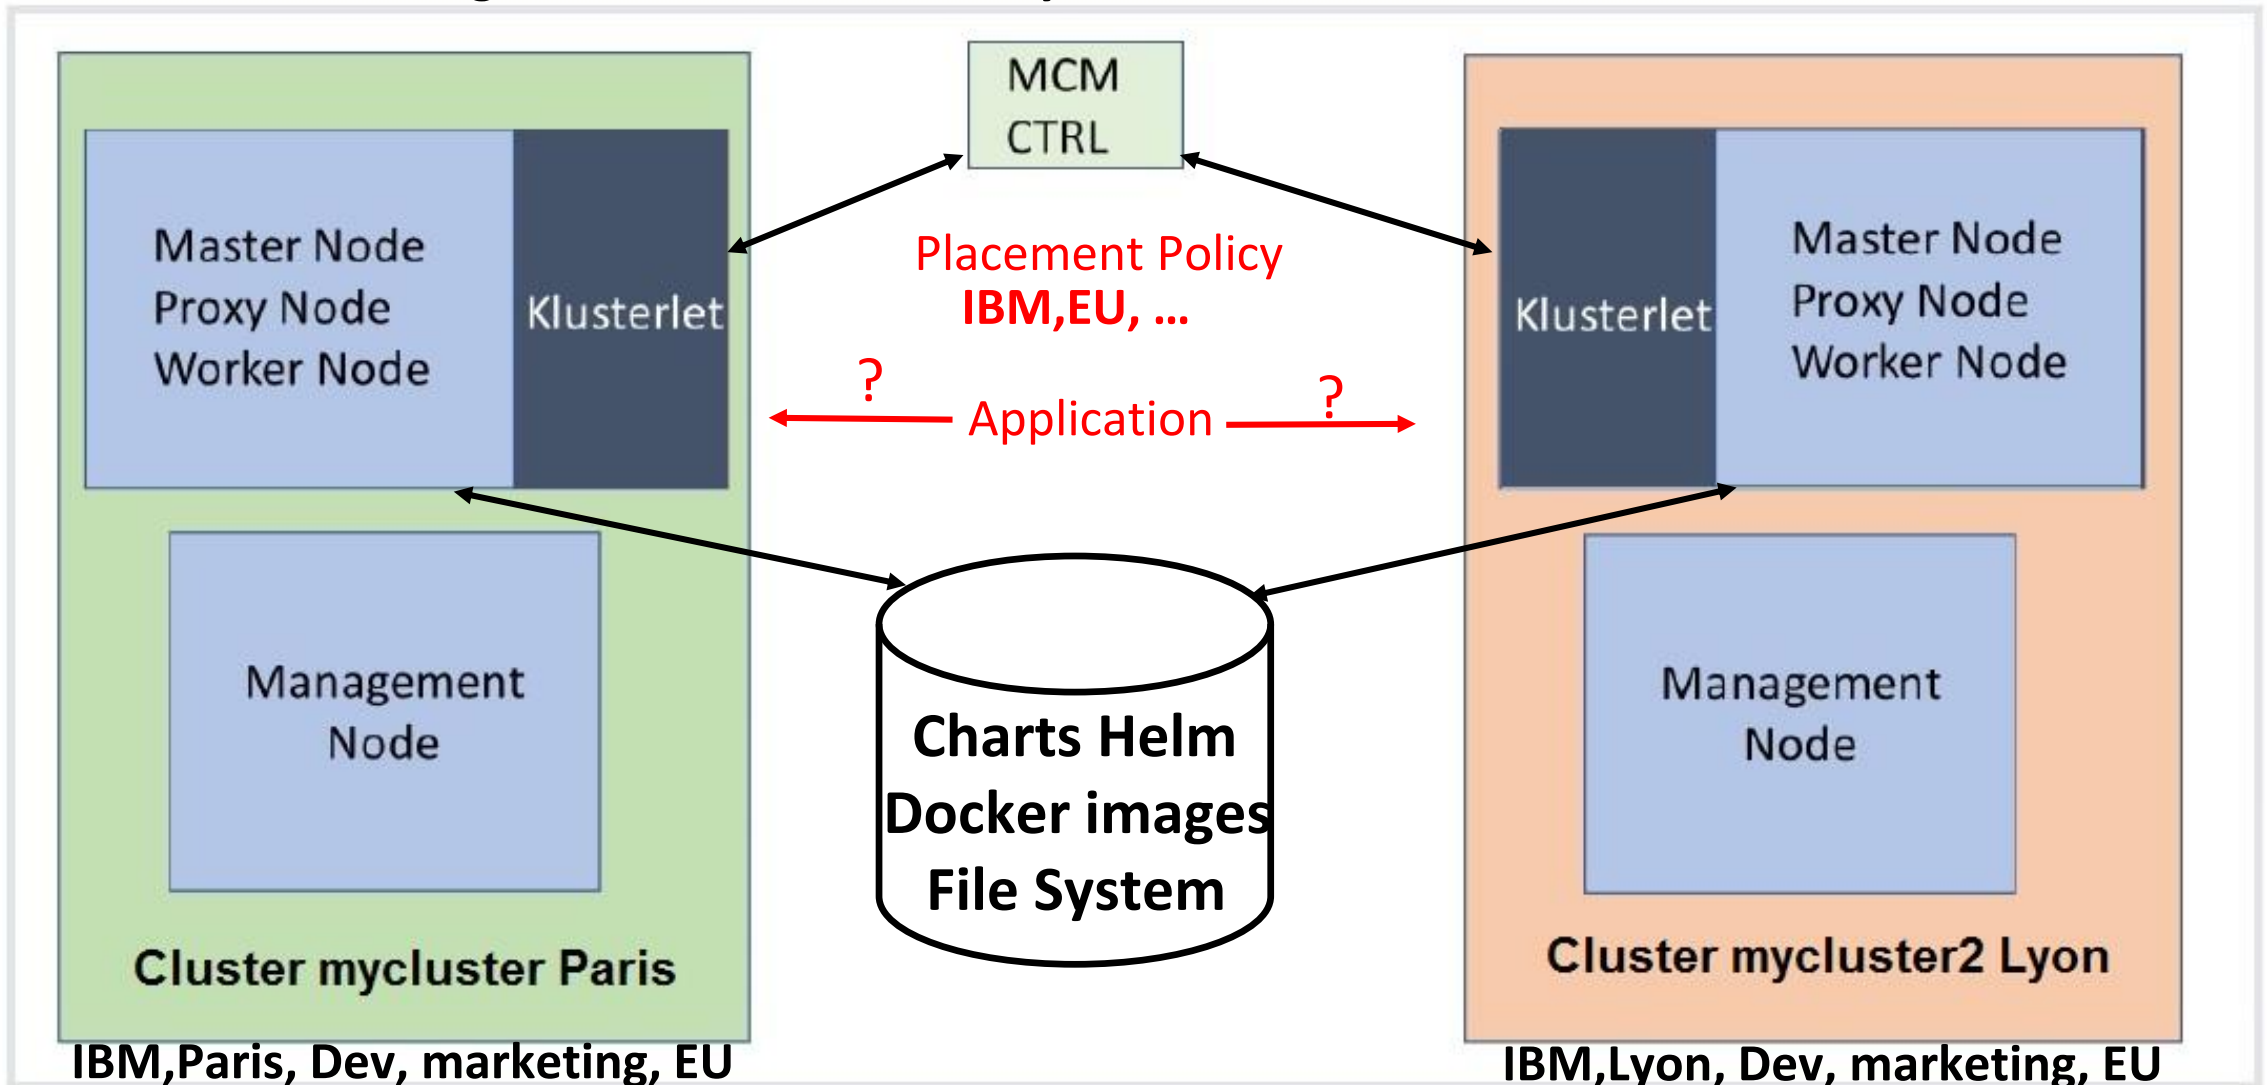 MCM
CTRL
Master Node
Proxy Node
Worker Node
Klusterlet
Placement Policy
IBM,EU, ...
? Application ?
Klusterlet
Master Node
Proxy Node
Worker Node
Management
Node
Charts Helm
Docker images
File System
Management
Node
Cluster mycluster Paris
Cluster mycluster2 Lyon
IBM,Paris, Dev, marketing, EU
IBM,Lyon, Dev, marketing, EU